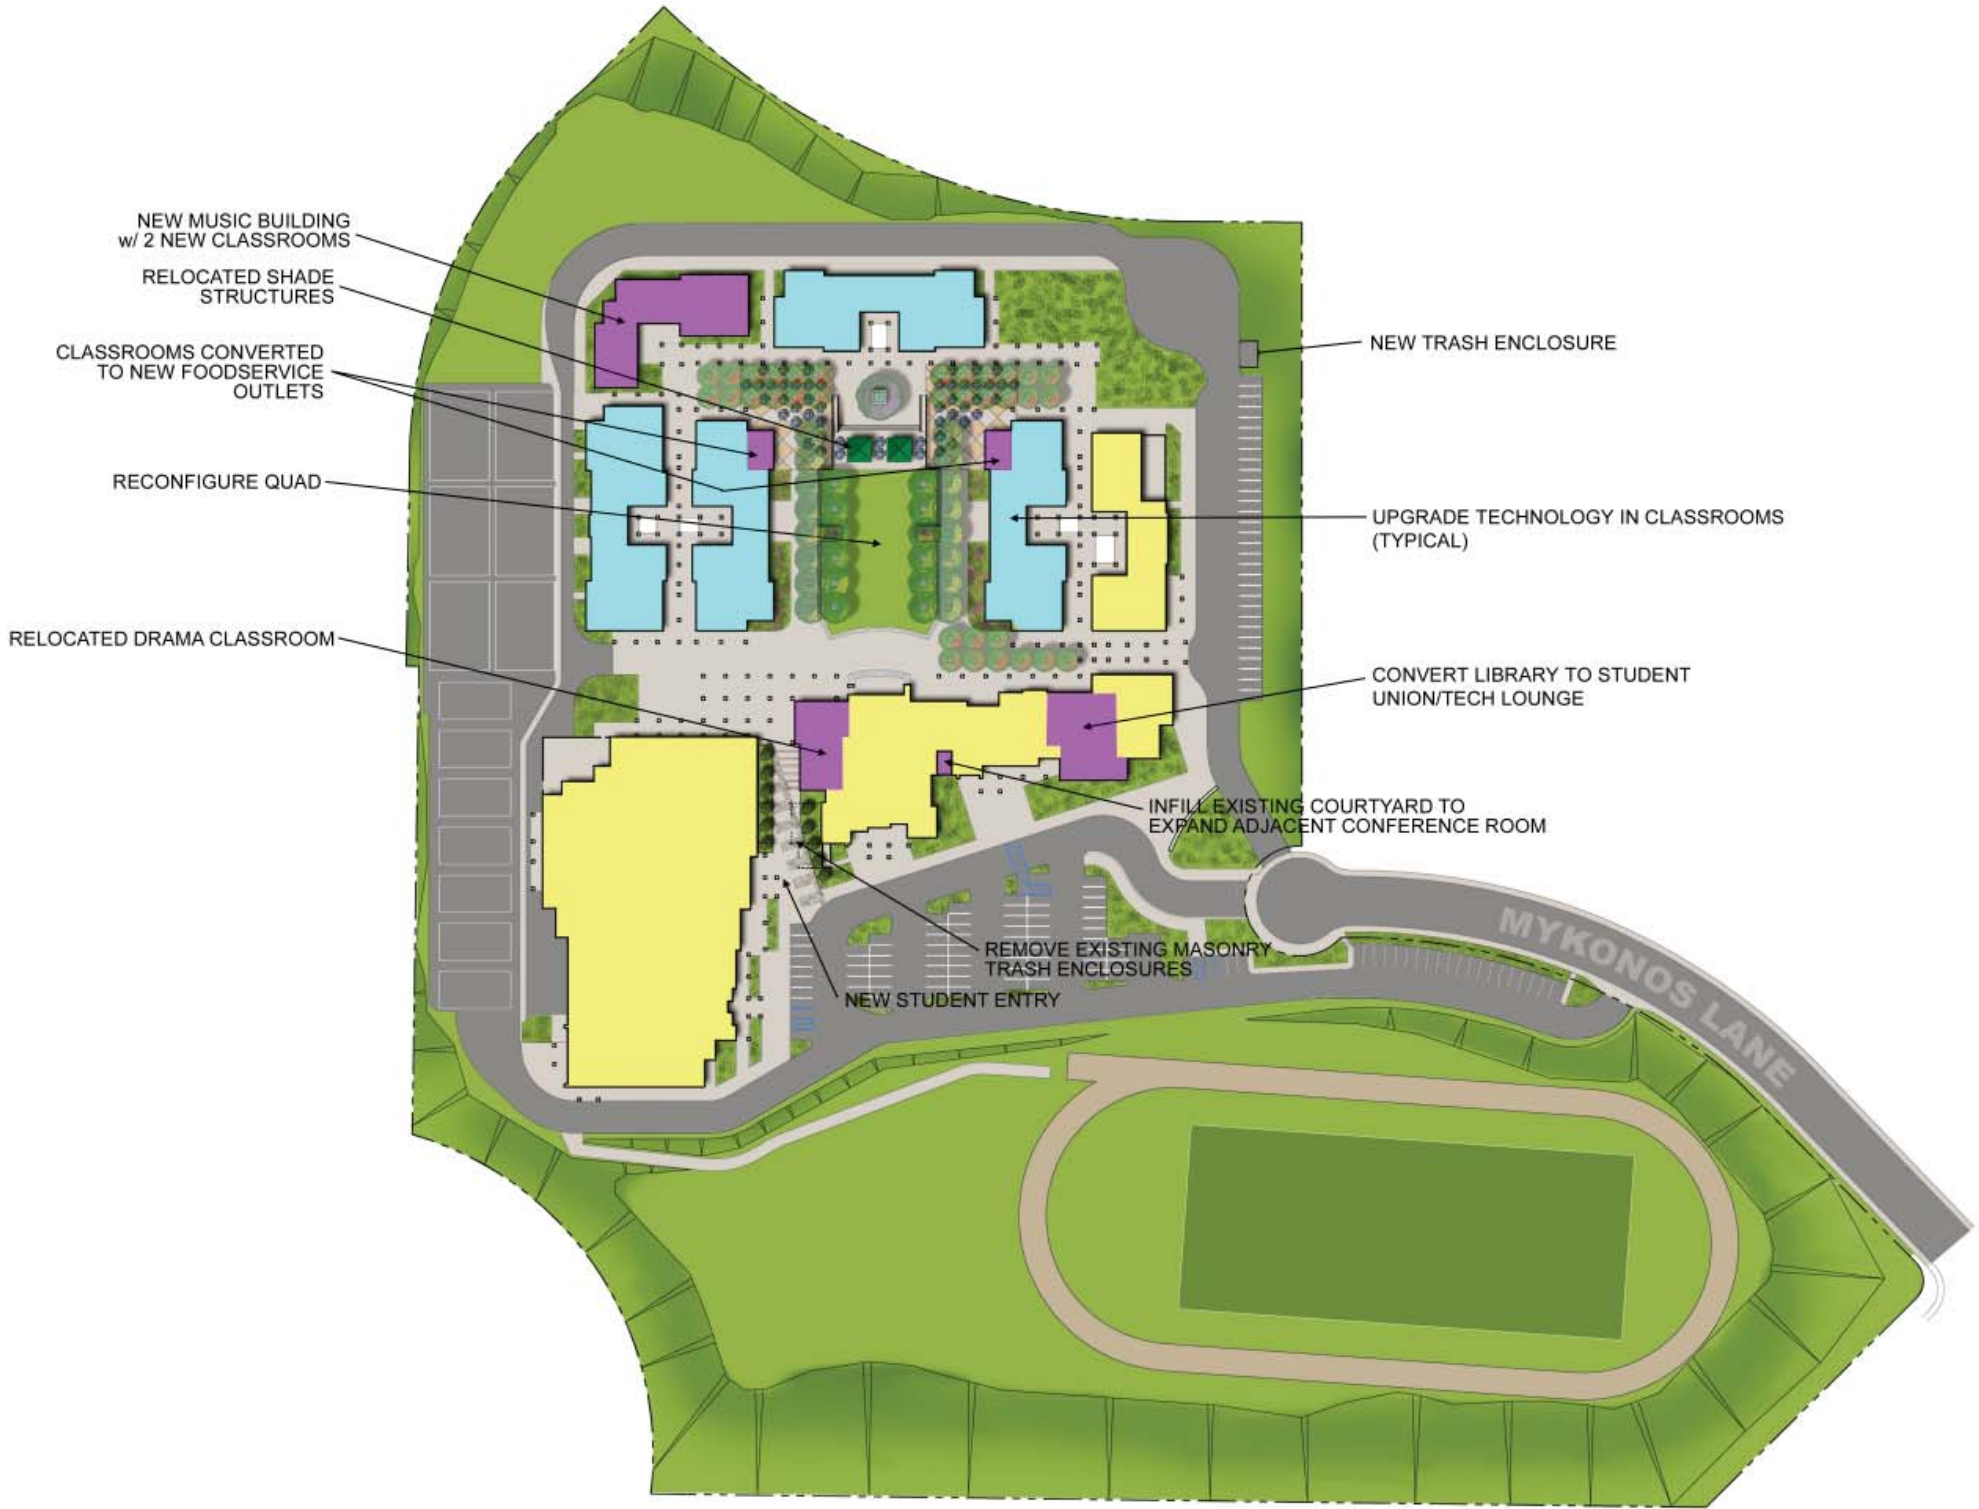 NEW MUSIC BUILDING
w/ 2 NEW CLASSROOMS
RELOCATED SHADE
STRUCTURES
CLASSROOMS CONVERTED
TO NEW FOODSERVICE
OUTLETS
RECONFIGURE QUAD
RELOCATED DRAMA CLASSROOM
NEW TRASH ENCLOSURE
UPGRADE TECHNOLOGY IN CLASSROOMS
(TYPICAL)
CONVERT LIBRARY TO STUDENT
UNION/TECH LOUNGE
INFILL EXISTING COURTYARD TO
EXPAND ADJACENT CONFERENCE ROOM
REMOVE EXISTING MASONRY
TRASH ENCLOSURES
NEW STUDENT ENTRY
MYKONOS LANE